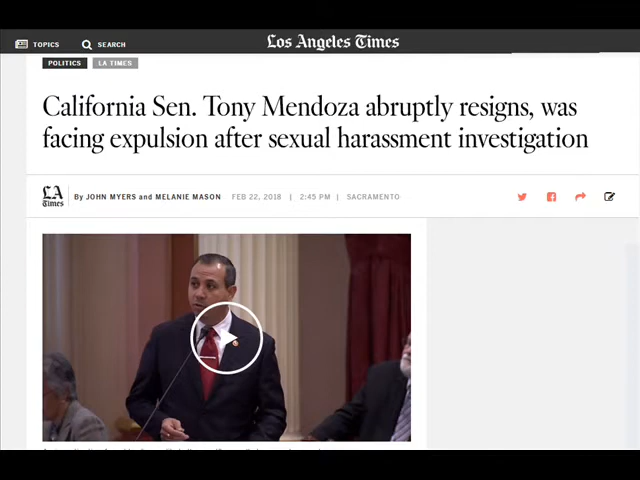 TOPICS SEARCH Los Angeles Times
POLITICS LA TIMES
California Sen. Tony Mendoza abruptly resigns, was
facing expulsion after sexual harassment investigation
LA Times By JOHN MYERS and MELANIE MASON FEB 22, 2018 | 2:45 PM | SACRAMENTO